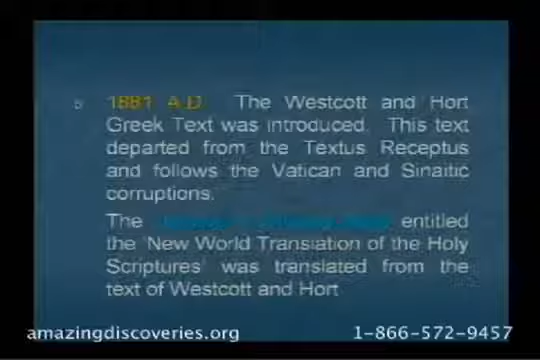 1881 A.D. The Westcott and Hort
Greek Text was introduced. This text
departed from the Textus Receptus
and follows the Vatican and Sinaitic
corruptions.
The entitled
the 'New World Translation of the Holy
Scriptures' was translated from the
text of Westcott and Hort
amazingdiscoveries.org 1-866-572-9457